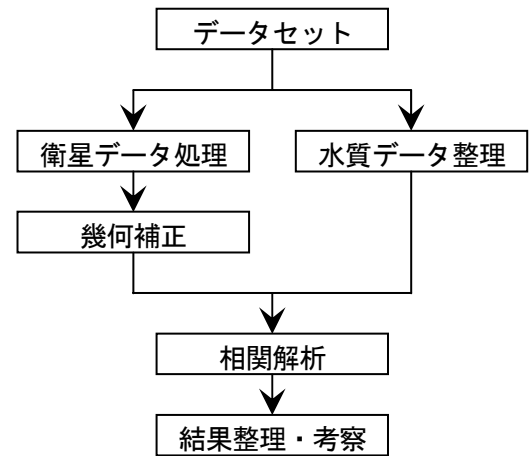 データセット
衛星データ処理
水質データ整理
幾何補正
相関解析
結果整理・考察